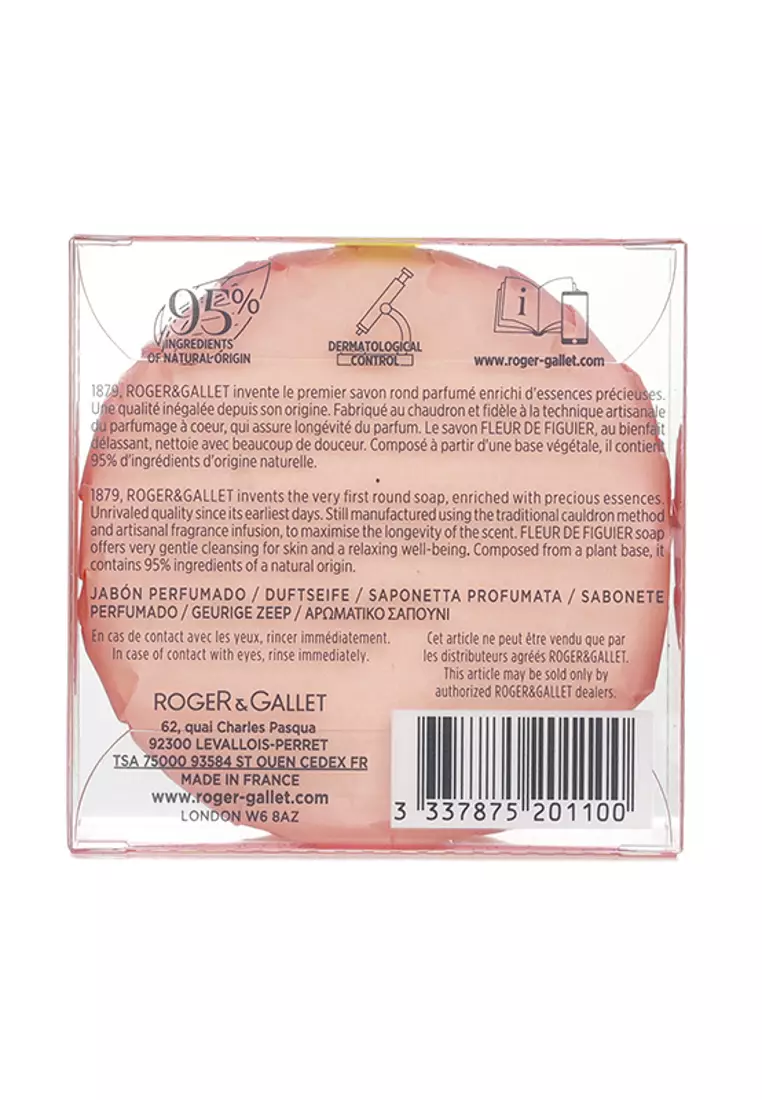 95%
INGREDIENTS
OF NATURAL ORIGIN
DERMATOLOGICAL
CONTROL
i
www.roger-gallet.com
1879, ROGER&GALLET invente le premier savon rond parfumé enrichi d'essences précieuses.
Une qualité inégalée depuis son origine. Fabriqué au chaudron et fidèle à la technique artisanale
du parfumage à coeur, qui assure longévité du parfum. Le savon FLEUR DE FIGUIER, au bienfait
délassant, nettoie avec beaucoup de douceur. Composé à partir d'une base végétale, il contient
95% d'ingrédients d'origine naturelle.
1879, ROGER&GALLET invents the very first round soap, enriched with precious essences.
Unrivaled quality since its earliest days. Still manufactured using the traditional cauldron method
and artisanal fragrance infusion, to maximise the longevity of the scent. FLEUR DE FIGUIER soap
offers very gentle cleansing for skin and a relaxing well-being. Composed from a plant base, it
contains 95% ingredients of a natural origin.
JABÓN PERFUMADO / DUFTSEIFE / SAPONETTA PROFUMATA / SABONETE
PERFUMADO / GEURIGE ZEEP / ΑΡΩΜΑΤΙΚΟ ΣΑΠΟΥΝΙ
En cas de contact avec les yeux, rincer immédiatement.
In case of contact with eyes, rinse immediately.
Cet article ne peut être vendu que par
les distributeurs agréés ROGER&GALLET.
This article may be sold only by
authorized ROGER&GALLET dealers.
ROGER & GALLET
62, quai Charles Pasqua
92300 LEVALLOIS-PERRET
TSA 75000 93584 ST OUEN CEDEX FR
MADE IN FRANCE
www.roger-gallet.com
LONDON W6 8AZ
3 337875 201100